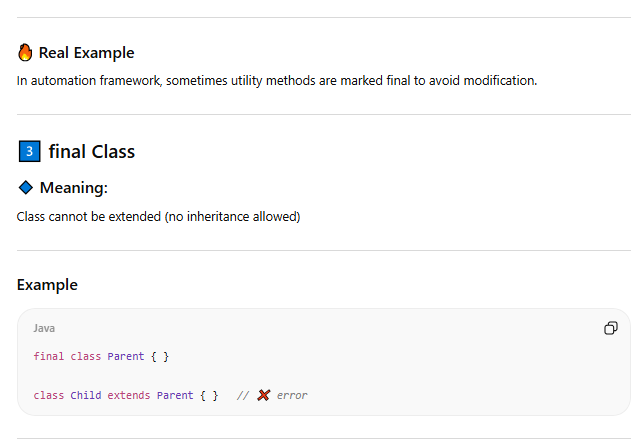 🔥 Real Example
In automation framework, sometimes utility methods are marked final to avoid modification.
3 final Class
🔷 Meaning:
Class cannot be extended (no inheritance allowed)
Example
Java
final class Parent { }
class Child extends Parent { }   // ❌ error